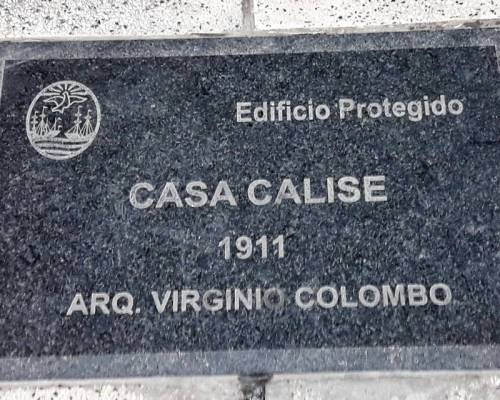 Edificio Protegido
CASA CALISE
1911
ARQ. VIRGINIO COLOMBO